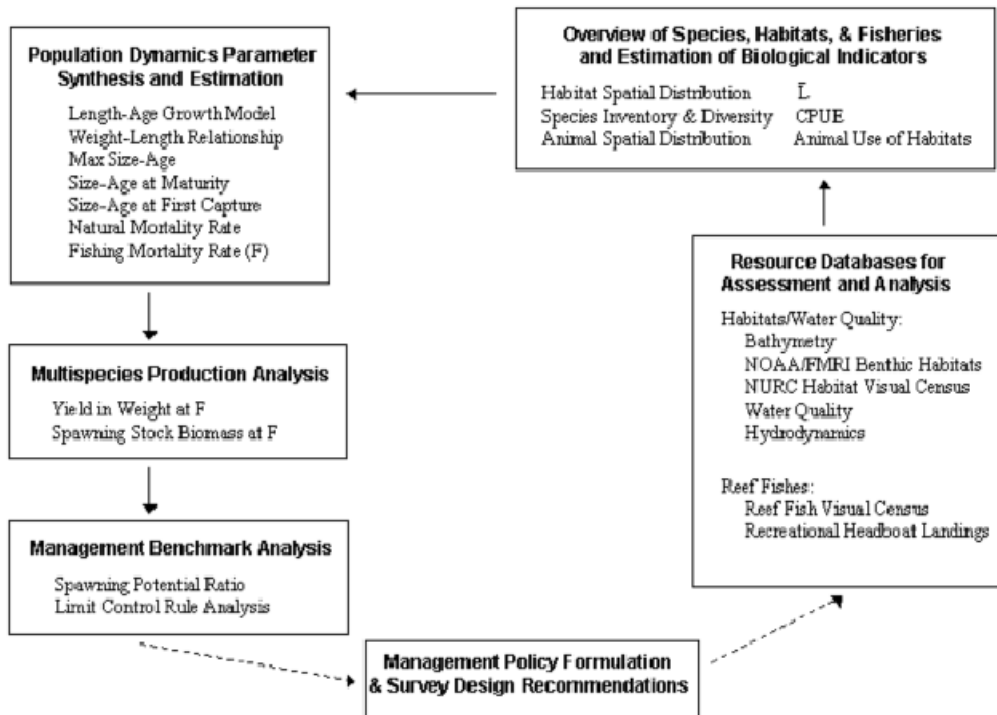 Population Dynamics Parameter
Synthesis and Estimation
Length-Age Growth Model
Weight-Length Relationship
Max Size-Age
Size-Age at Maturity
Size-Age at First Capture
Natural Mortality Rate
Fishing Mortality Rate (F)
Multispecies Production Analysis
Yield in Weight at F
Spawning Stock Biomass at F
Management Benchmark Analysis
Spawning Potential Ratio
Limit Control Rule Analysis
Management Policy Formulation
& Survey Design Recommendations
Overview of Species, Habitats, & Fisheries
and Estimation of Biological Indicators
Habitat Spatial Distribution L̄
Species Inventory & Diversity CPUE
Animal Spatial Distribution Animal Use of Habitats
Resource Databases for
Assessment and Analysis
Habitats/Water Quality:
Bathymetry
NOAA/FMRI Benthic Habitats
NURC Habitat Visual Census
Water Quality
Hydrodynamics
Reef Fishes:
Reef Fish Visual Census
Recreational Headboat Landings